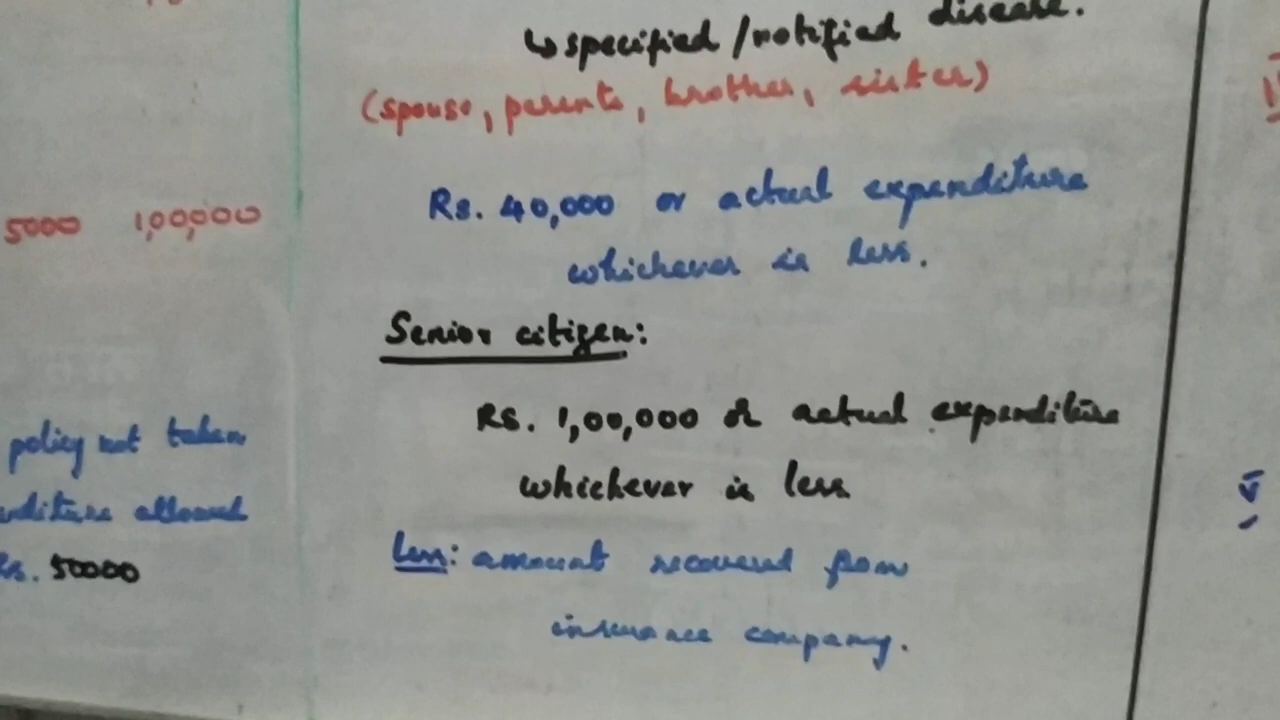 ↳ specified / notified disease.
(spouse, parents, brother, sister)
Rs. 40,000 or actual expenditure
whichever is less.
Senior citizen:
Rs. 1,00,000 or actual expenditure
whichever is less
Less: amount recovered from
insurance company.
5000 1,00,000
policy not taken
allowed
Rs. 50000